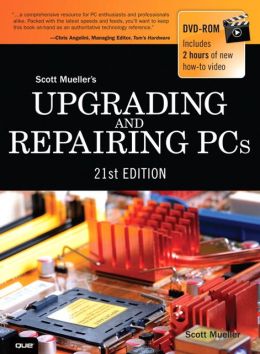 "...a comprehensive resource for PC enthusiasts and professionals
alike. Packed with the latest speeds and feeds, you'll want to keep
this book at-hand as an authoritative technology reference."
—Chris Angelini, Managing Editor, Tom's Hardware
DVD-ROM
Includes
2 hours of new
how-to video
Scott Mueller's
UPGRADING
AND
REPAIRING PCs
21st EDITION
que
Scott Mueller